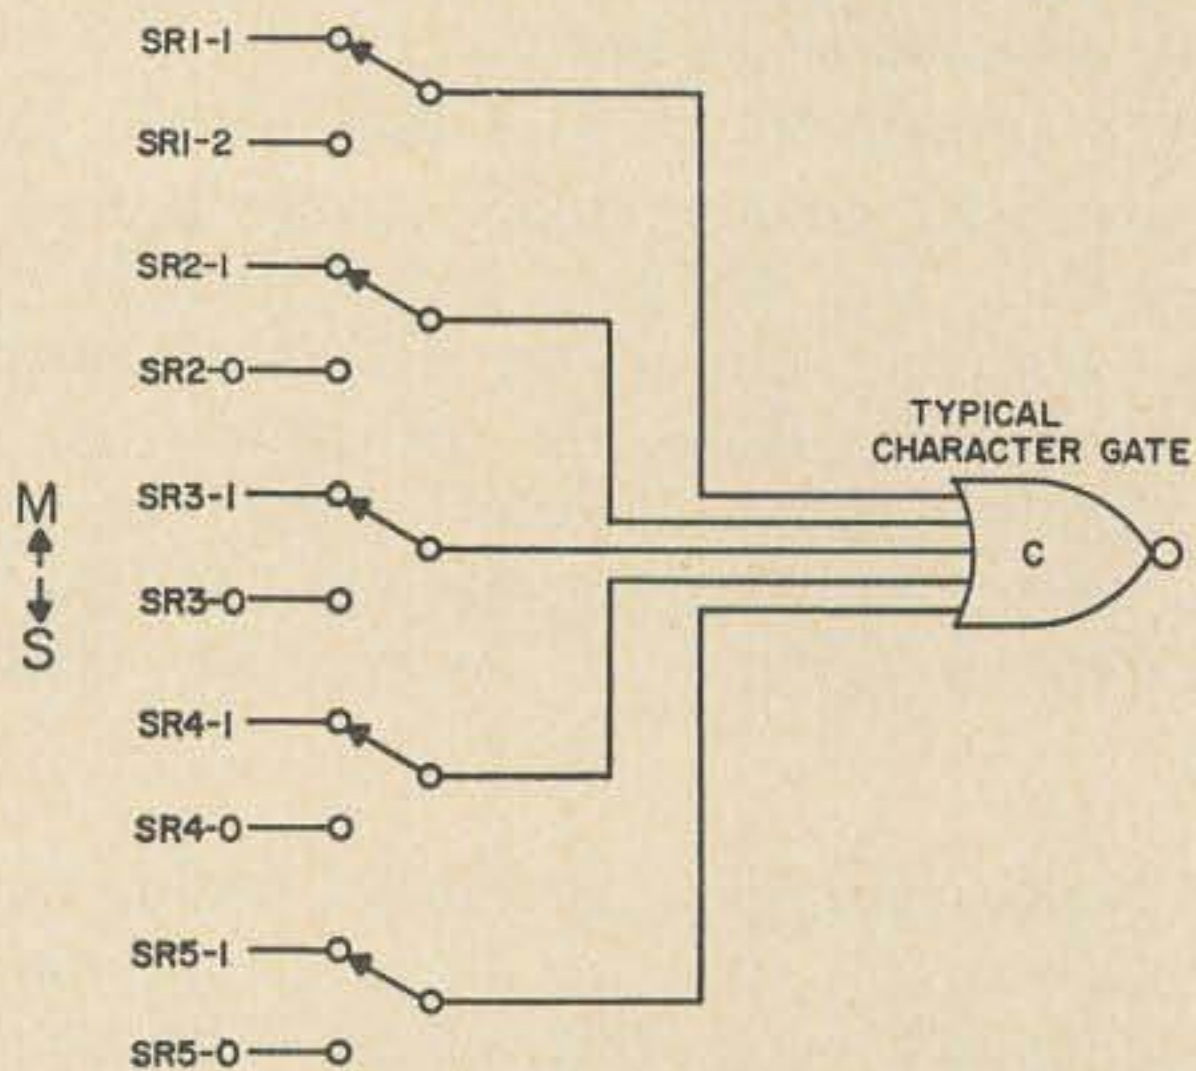 SR1-1
SR1-2
SR2-1
SR2-0
TYPICAL
CHARACTER GATE
M
SR3-1
C
SR3-0
S
SR4-1
SR4-0
SR5-1
SR5-0